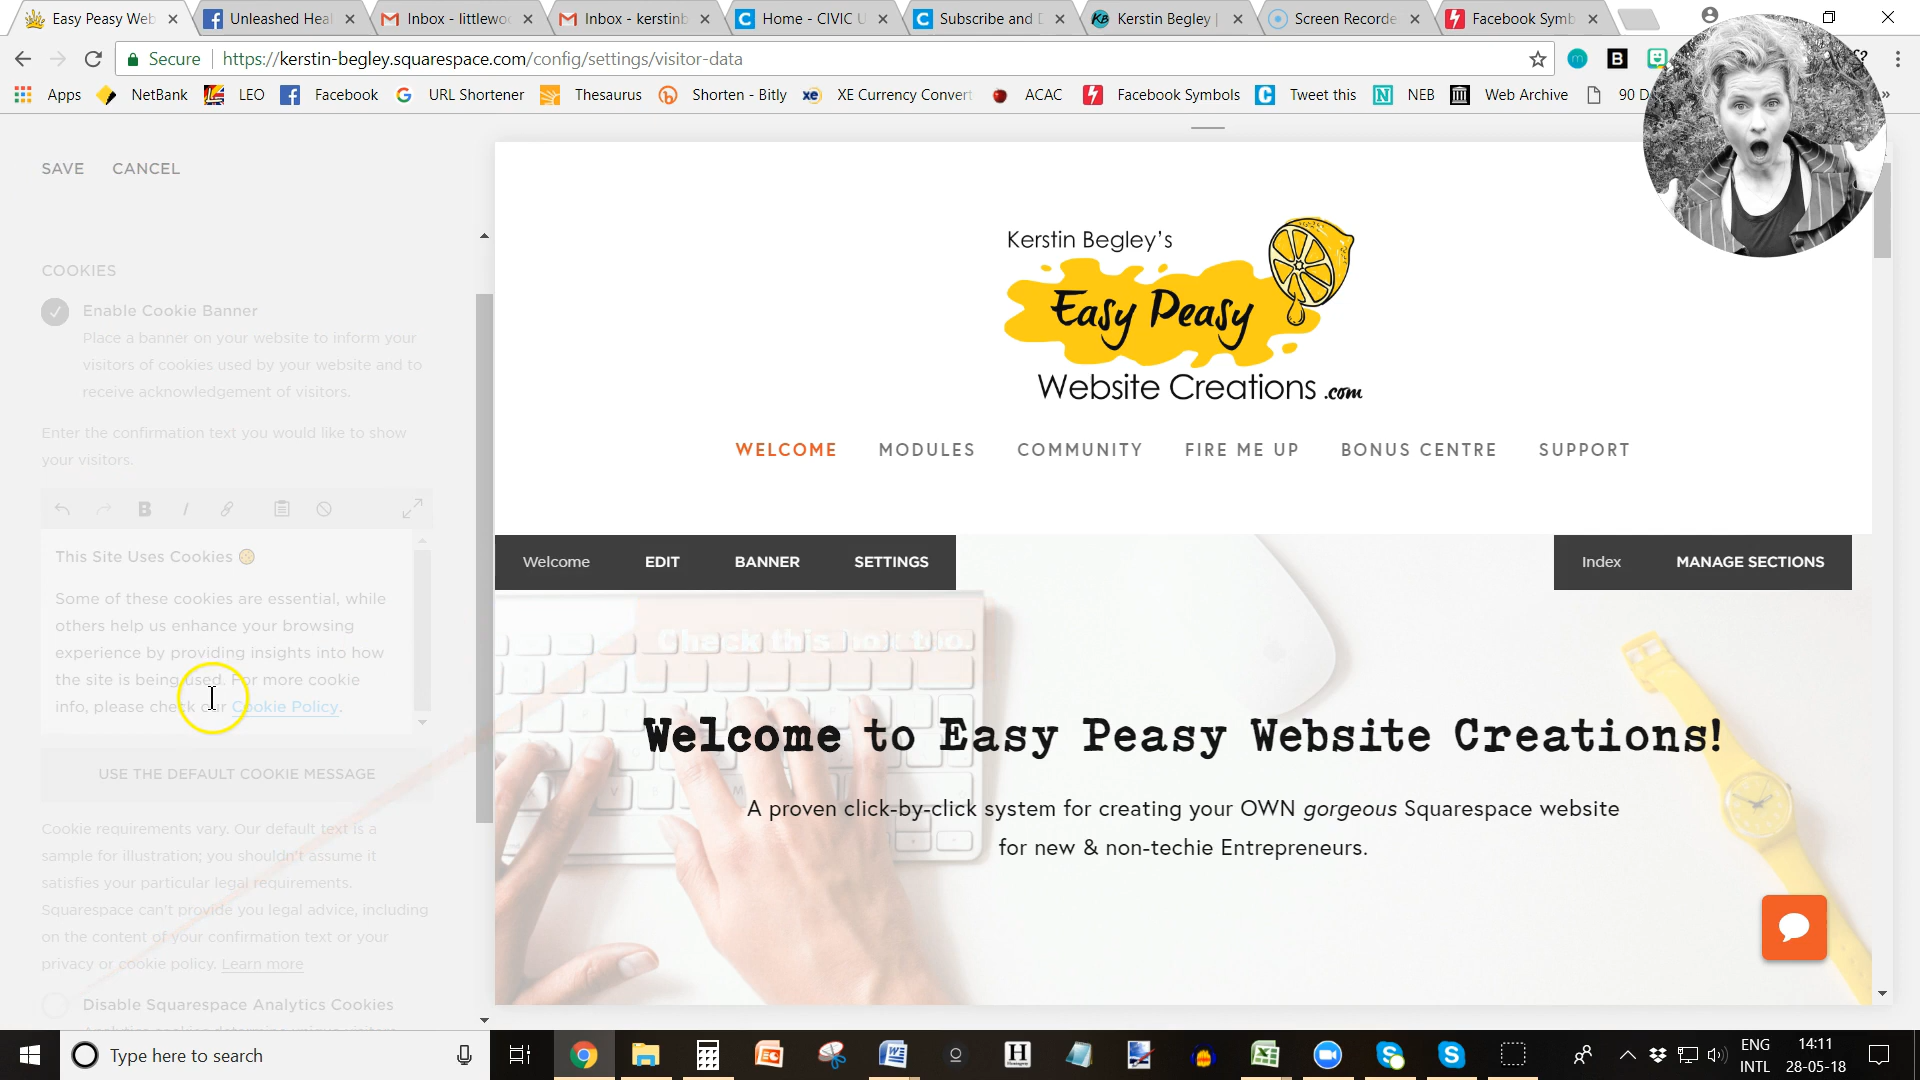 Easy Peasy Web
Unleashed Heal
Inbox - littlewoo
Inbox - kerstinb
Home - CIVIC U
Subscribe and D
Kerstin Begley |
Screen Recorde
Facebook Symb
Secure
https://kerstin-begley.squarespace.com/config/settings/visitor-data
Apps
NetBank
LEO
Facebook
URL Shortener
Thesaurus
Shorten - Bitly
XE Currency Convert
ACAC
Facebook Symbols
Tweet this
NEB
Web Archive
90 D
SAVE
CANCEL
COOKIES
Enable Cookie Banner
Place a banner on your website to inform your
visitors of cookies used by your website and to
receive acknowledgement of visitors.
Enter the confirmation text you would like to show
your visitors.
This Site Uses Cookies
Some of these cookies are essential, while
others help us enhance your browsing
experience by providing insights into how
the site is being used. For more cookie
info, please check our Cookie Policy.
USE THE DEFAULT COOKIE MESSAGE
Cookie requirements vary. Our default text is a
sample for illustration; you shouldn't assume it
satisfies your particular legal requirements.
Squarespace can't provide you legal advice, including
on the content of your confirmation text or your
privacy or cookie policy. Learn more
Disable Squarespace Analytics Cookies
Kerstin Begley's
Easy Peasy
Website Creations .com
WELCOME
MODULES
COMMUNITY
FIRE ME UP
BONUS CENTRE
SUPPORT
Welcome
EDIT
BANNER
SETTINGS
Index
MANAGE SECTIONS
Check this box too
Welcome to Easy Peasy Website Creations!
A proven click-by-click system for creating your OWN gorgeous Squarespace website
for new & non-techie Entrepreneurs.
Type here to search
ENG
INTL
14:11
28-05-18